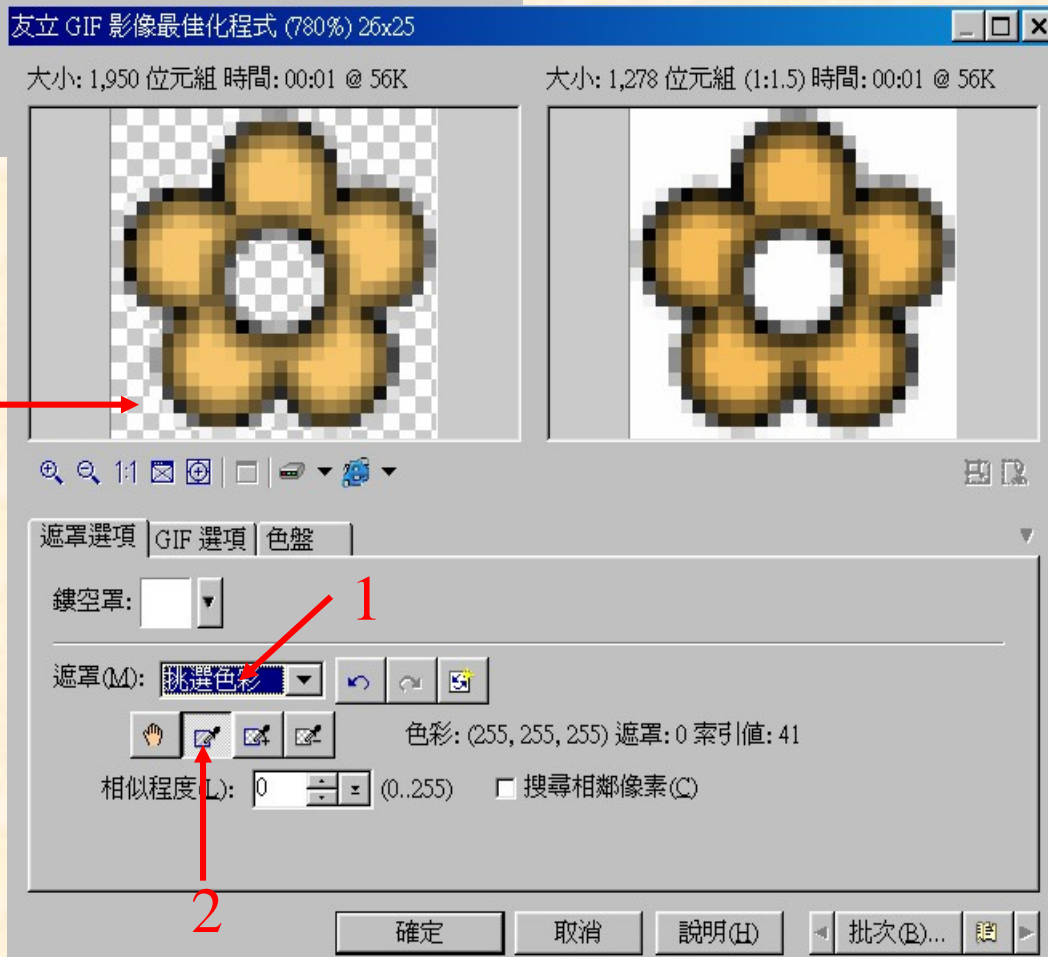 友立 GIF 影像最佳化程式 (780%) 26x25
大小: 1,950 位元組 時間: 00:01 @ 56K
大小: 1,278 位元組 (1:1.5) 時間: 00:01 @ 56K
1:1
遮罩選項 GIF 選項 色盤
鏤空罩:
1
遮罩(M): 挑選色彩
色彩: (255, 255, 255) 遮罩: 0 索引值: 41
相似程度(L): 0 (0..255) 搜尋相鄰像素(C)
2
確定 取消 說明(H) 批次(B)...